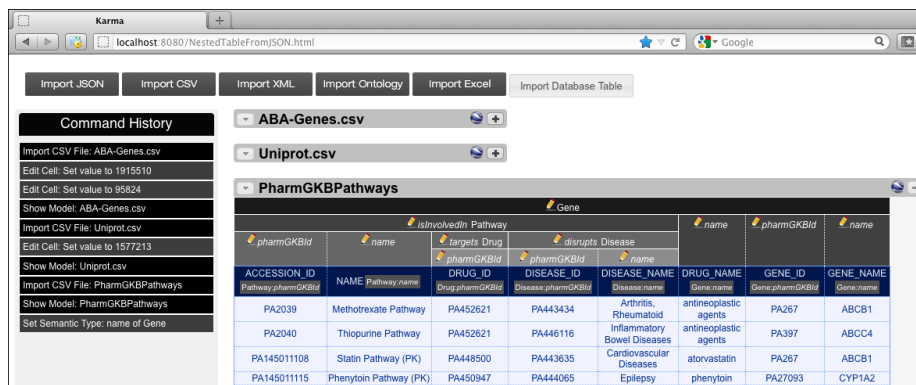 Karma
localhost:8080/NestedTableFromJSON.html
Google
Import JSON Import CSV Import XML Import Ontology Import Excel Import Database Table
Command History
Import CSV File: ABA-Genes.csv
Edit Cell: Set value to 1915510
Edit Cell: Set value to 95824
Show Model: ABA-Genes.csv
Import CSV File: Uniprot.csv
Edit Cell: Set value to 1577213
Show Model: Uniprot.csv
Import CSV File: PharmGKBPathways
Show Model: PharmGKBPathways
Set Semantic Type: name of Gene
ABA-Genes.csv
Uniprot.csv
PharmGKBPathways
Gene
isInvolvedIn Pathway name pharmGKBId name
pharmGKBId name targets Drug disrupts Disease
pharmGKBId pharmGKBId name
ACCESSION_ID NAME Pathway:name DRUG_ID DISEASE_ID DISEASE_NAME DRUG_NAME GENE_ID GENE_NAME
Pathway:pharmGKBId Drug:pharmGKBId Disease:pharmGKBId Disease:name Gene:name Gene:pharmGKBId Gene:name
PA2039 Methotrexate Pathway PA452621 PA443434 Arthritis, Rheumatoid antineoplastic agents PA267 ABCB1
PA2040 Thiopurine Pathway PA452621 PA446116 Inflammatory Bowel Diseases antineoplastic agents PA397 ABCC4
PA145011108 Statin Pathway (PK) PA448500 PA443635 Cardiovascular Diseases atorvastatin PA267 ABCB1
PA145011115 Phenytoin Pathway (PK) PA450947 PA444065 Epilepsy phenytoin PA27093 CYP1A2